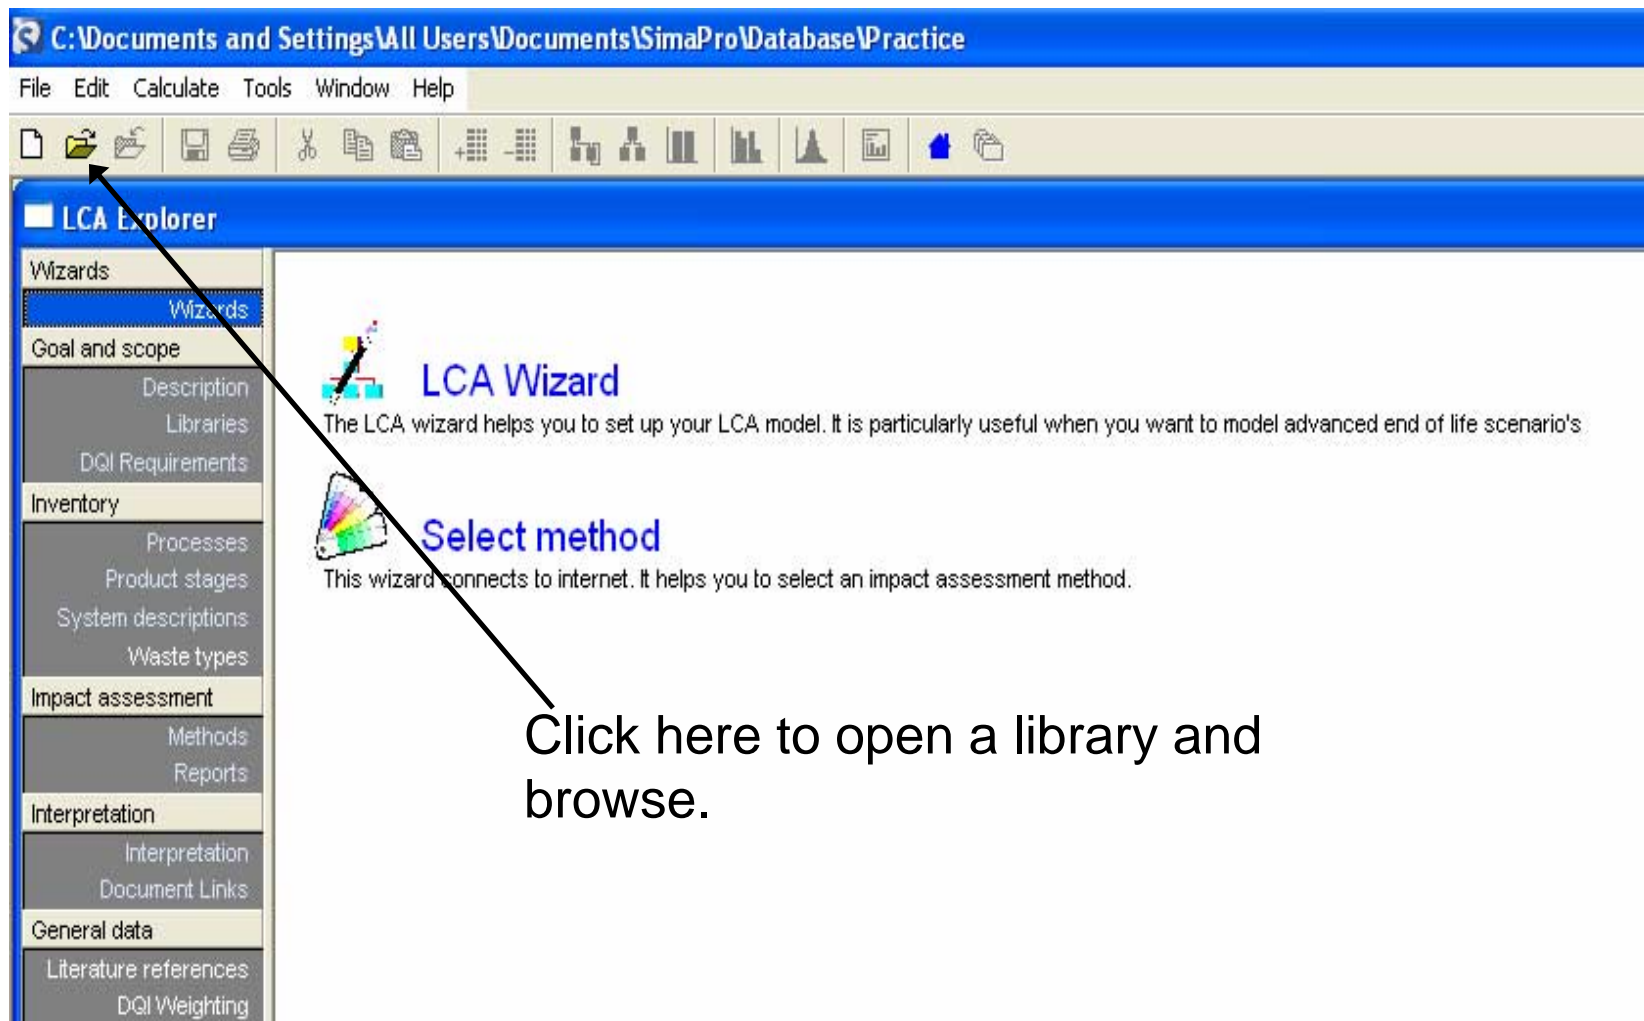 C:\Documents and Settings\All Users\Documents\SimaPro\Database\Practice
File Edit Calculate Tools Window Help
LCA Explorer
Wizards
Wizards
Goal and scope
Description
Libraries
DQI Requirements
Inventory
Processes
Product stages
System descriptions
Waste types
Impact assessment
Methods
Reports
Interpretation
Interpretation
Document Links
General data
Literature references
DQI Weighting
LCA Wizard
The LCA wizard helps you to set up your LCA model. It is particularly useful when you want to model advanced end of life scenario's
Select method
This wizard connects to internet. It helps you to select an impact assessment method.
Click here to open a library and
browse.